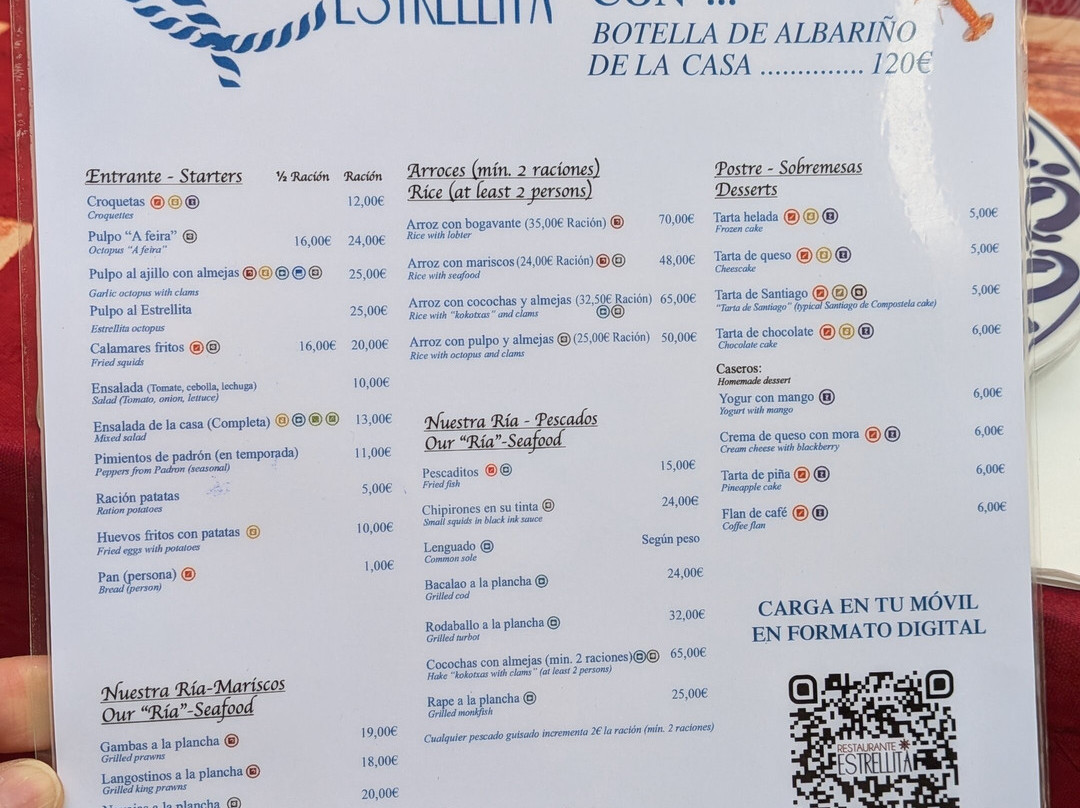 ESTRELLITA
CON ...
BOTELLA DE ALBARIÑO
DE LA CASA .............. 120€
Entrante - Starters ½ Ración Ración
Croquetas 12,00€
Croquettes
Pulpo “A feira” 16,00€ 24,00€
Octopus “A feira”
Pulpo al ajillo con almejas 25,00€
Garlic octopus with clams
Pulpo al Estrellita 25,00€
Estrellita octopus
Calamares fritos 16,00€ 20,00€
Fried squids
Ensalada (Tomate, cebolla, lechuga) 10,00€
Salad (Tomato, onion, lettuce)
Ensalada de la casa (Completa) 13,00€
Mixed salad
Pimientos de padrón (en temporada) 11,00€
Peppers from Padron (seasonal)
Ración patatas 5,00€
Ration potatoes
Huevos fritos con patatas 10,00€
Fried eggs with potatoes
Pan (persona) 1,00€
Bread (person)
Nuestra Ría-Mariscos
Our “Ría”-Seafood
Gambas a la plancha 19,00€
Grilled prawns
Langostinos a la plancha 18,00€
Grilled king prawns
a la plancha 20,00€
Arroces (mín. 2 raciones)
Rice (at least 2 persons)
Arroz con bogavante (35,00€ Ración) 70,00€
Rice with lobter
Arroz con mariscos (24,00€ Ración) 48,00€
Rice with seafood
Arroz con cocochas y almejas (32,50€ Ración) 65,00€
Rice with “kokotxas” and clams
Arroz con pulpo y almejas (25,00€ Ración) 50,00€
Rice with octopus and clams
Nuestra Ría - Pescados
Our “Ría”-Seafood
Pescaditos 15,00€
Fried fish
Chipirones en su tinta 24,00€
Small squids in black ink sauce
Lenguado Según peso
Common sole
Bacalao a la plancha 24,00€
Grilled cod
Rodaballo a la plancha 32,00€
Grilled turbot
Cocochas con almejas (min. 2 raciones) 65,00€
Hake “kokotxas with clams” (at least 2 persons)
Rape a la plancha 25,00€
Grilled monkfish
Cualquier pescado guisado incrementa 2€ la ración (mín. 2 raciones)
Postre - Sobremesas
Desserts
Tarta helada 5,00€
Frozen cake
Tarta de queso 5,00€
Cheescake
Tarta de Santiago 5,00€
“Tarta de Santiago” (typical Santiago de Compostela cake)
Tarta de chocolate 6,00€
Chocolate cake
Caseros:
Homemade dessert
Yogur con mango 6,00€
Yogurt with mango
Crema de queso con mora 6,00€
Cream cheese with blackberry
Tarta de piña 6,00€
Pineapple cake
Flan de café 6,00€
Coffee flan
CARGA EN TU MÓVIL
EN FORMATO DIGITAL
RESTAURANTE
ESTRELLITA